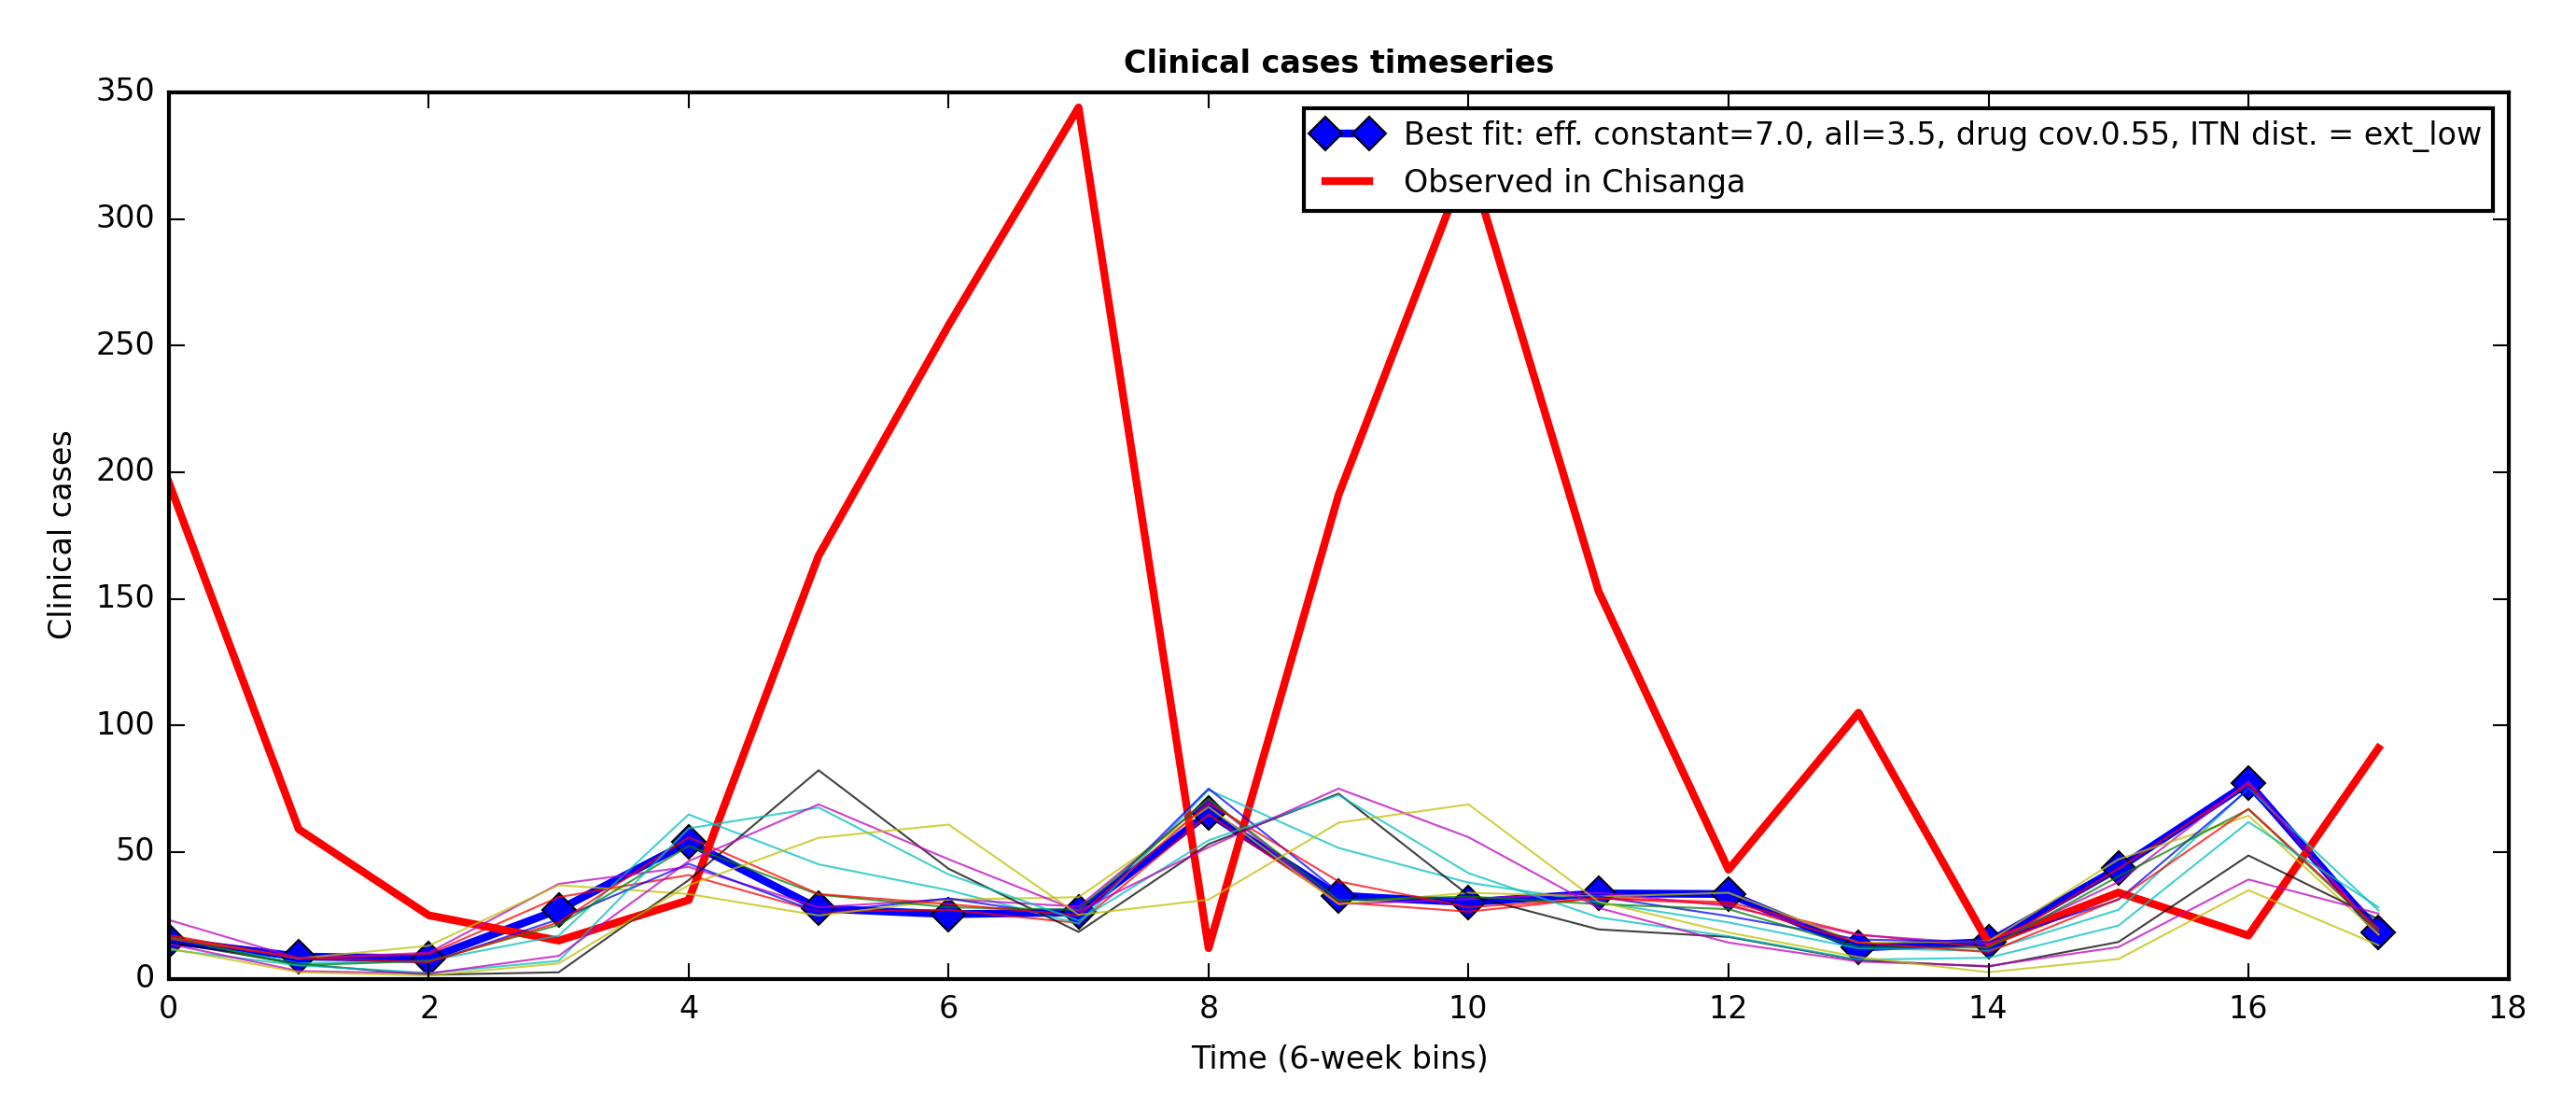 Clinical cases timeseries
350
300
250
200
150
100
50
0
Clinical cases
Best fit: eff. constant=7.0, all=3.5, drug cov.0.55, ITN dist. = ext_low
Observed in Chisanga
0 2 4 6 8 10 12 14 16 18
Time (6-week bins)